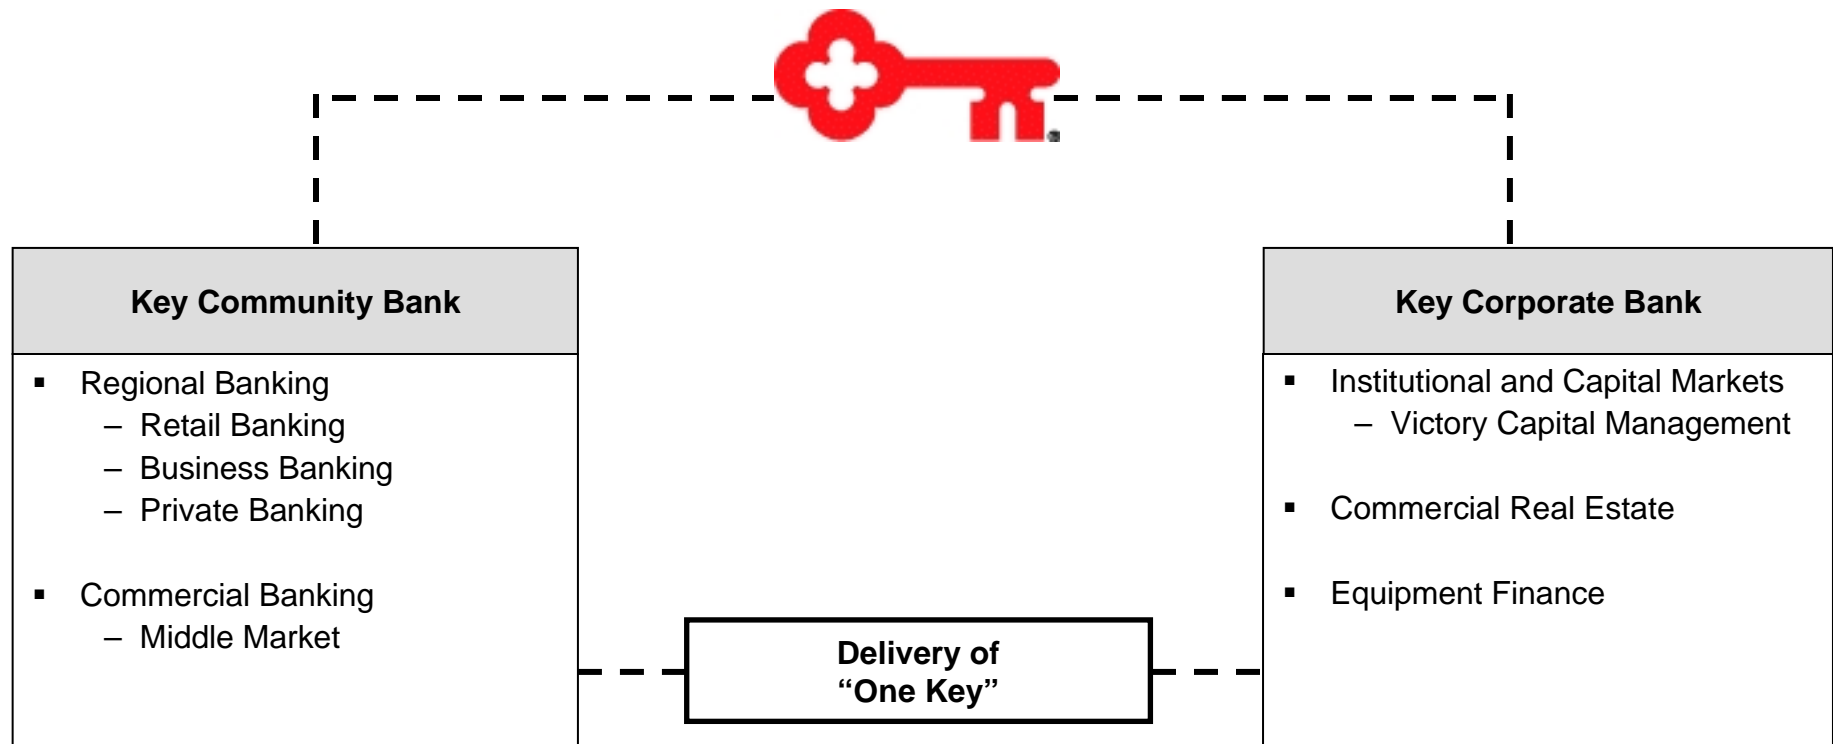 Key Community Bank
▪ Regional Banking
– Retail Banking
– Business Banking
– Private Banking
▪ Commercial Banking
– Middle Market
Delivery of
“One Key”
Key Corporate Bank
▪ Institutional and Capital Markets
– Victory Capital Management
▪ Commercial Real Estate
▪ Equipment Finance